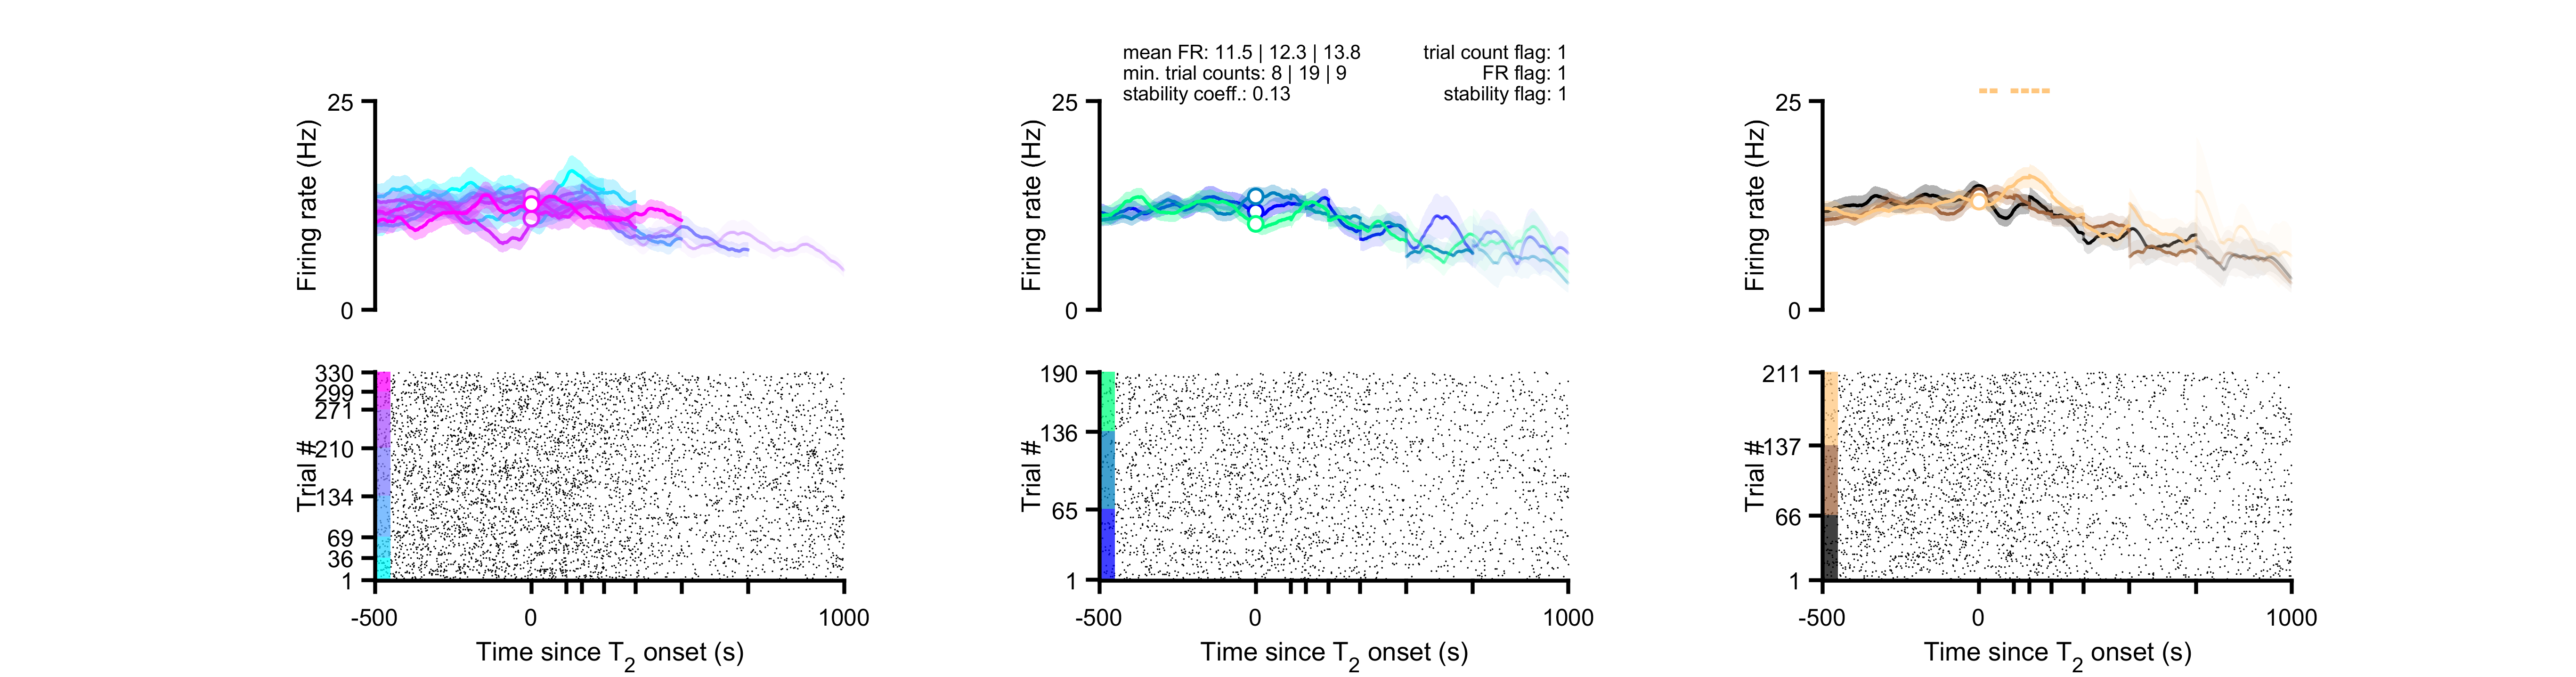 mean FR: 11.5 | 12.3 | 13.8
min. trial counts: 8 | 19 | 9
stability coeff.: 0.13
trial count flag: 1
FR flag: 1
stability flag: 1
25
Firing rate (Hz)
0
25
Firing rate (Hz)
0
25
Firing rate (Hz)
0
330
299
271
210
134
69
36
1
Trial #
-500
0
1000
Time since T2 onset (s)
190
136
65
1
Trial #
-500
0
1000
Time since T2 onset (s)
211
137
66
1
Trial #
-500
0
1000
Time since T2 onset (s)